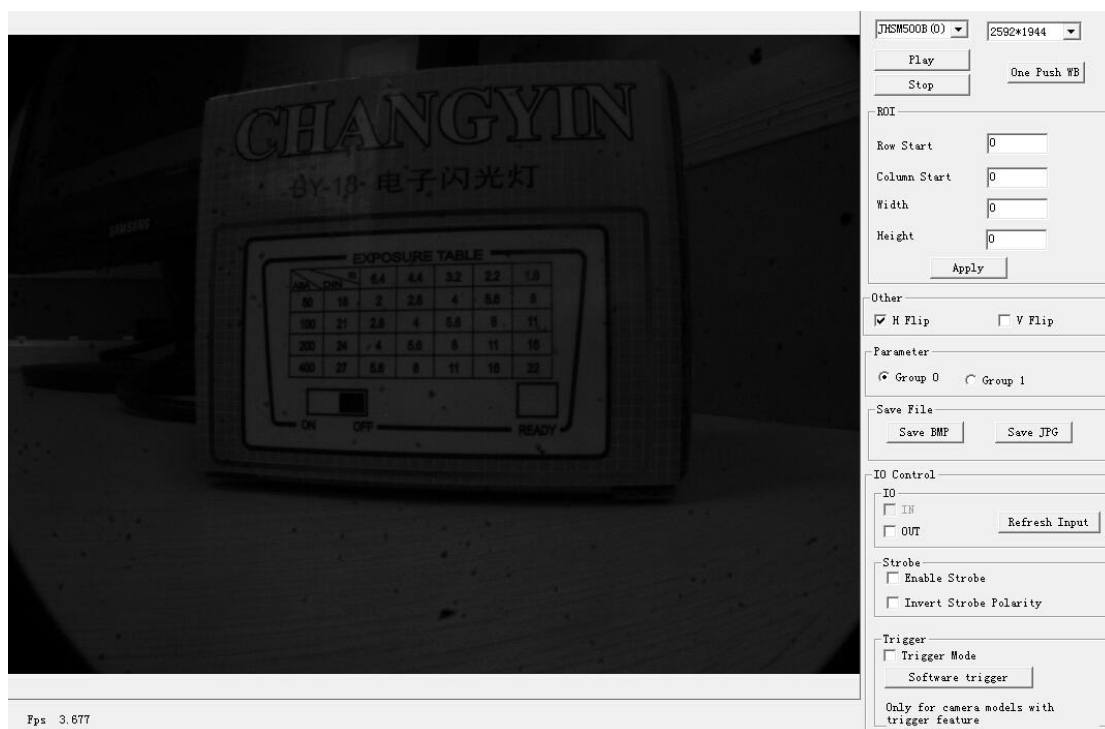 CHANGYIN
BY-18 电子闪光灯
SAMSUNG
EXPOSURE TABLE
ASA DIN m 6.4 4.4 3.2 2.2 1.6
50 18 2 2.8 4 5.6 8
100 21 2.8 4 5.6 8 11
200 24 4 5.6 8 11 16
400 27 5.6 8 11 16 22
ON OFF READY
Fps 3.677
JHSM500B(0) 2592*1944
Play
One Push WB
Stop
ROI
Row Start 0
Column Start 0
Width 0
Height 0
Apply
Other
H Flip V Flip
Parameter
Group 0 Group 1
Save File
Save BMP Save JPG
IO Control
IO
IN
OUT
Refresh Input
Strobe
Enable Strobe
Invert Strobe Polarity
Trigger
Trigger Mode
Software trigger
Only for camera models with
trigger feature